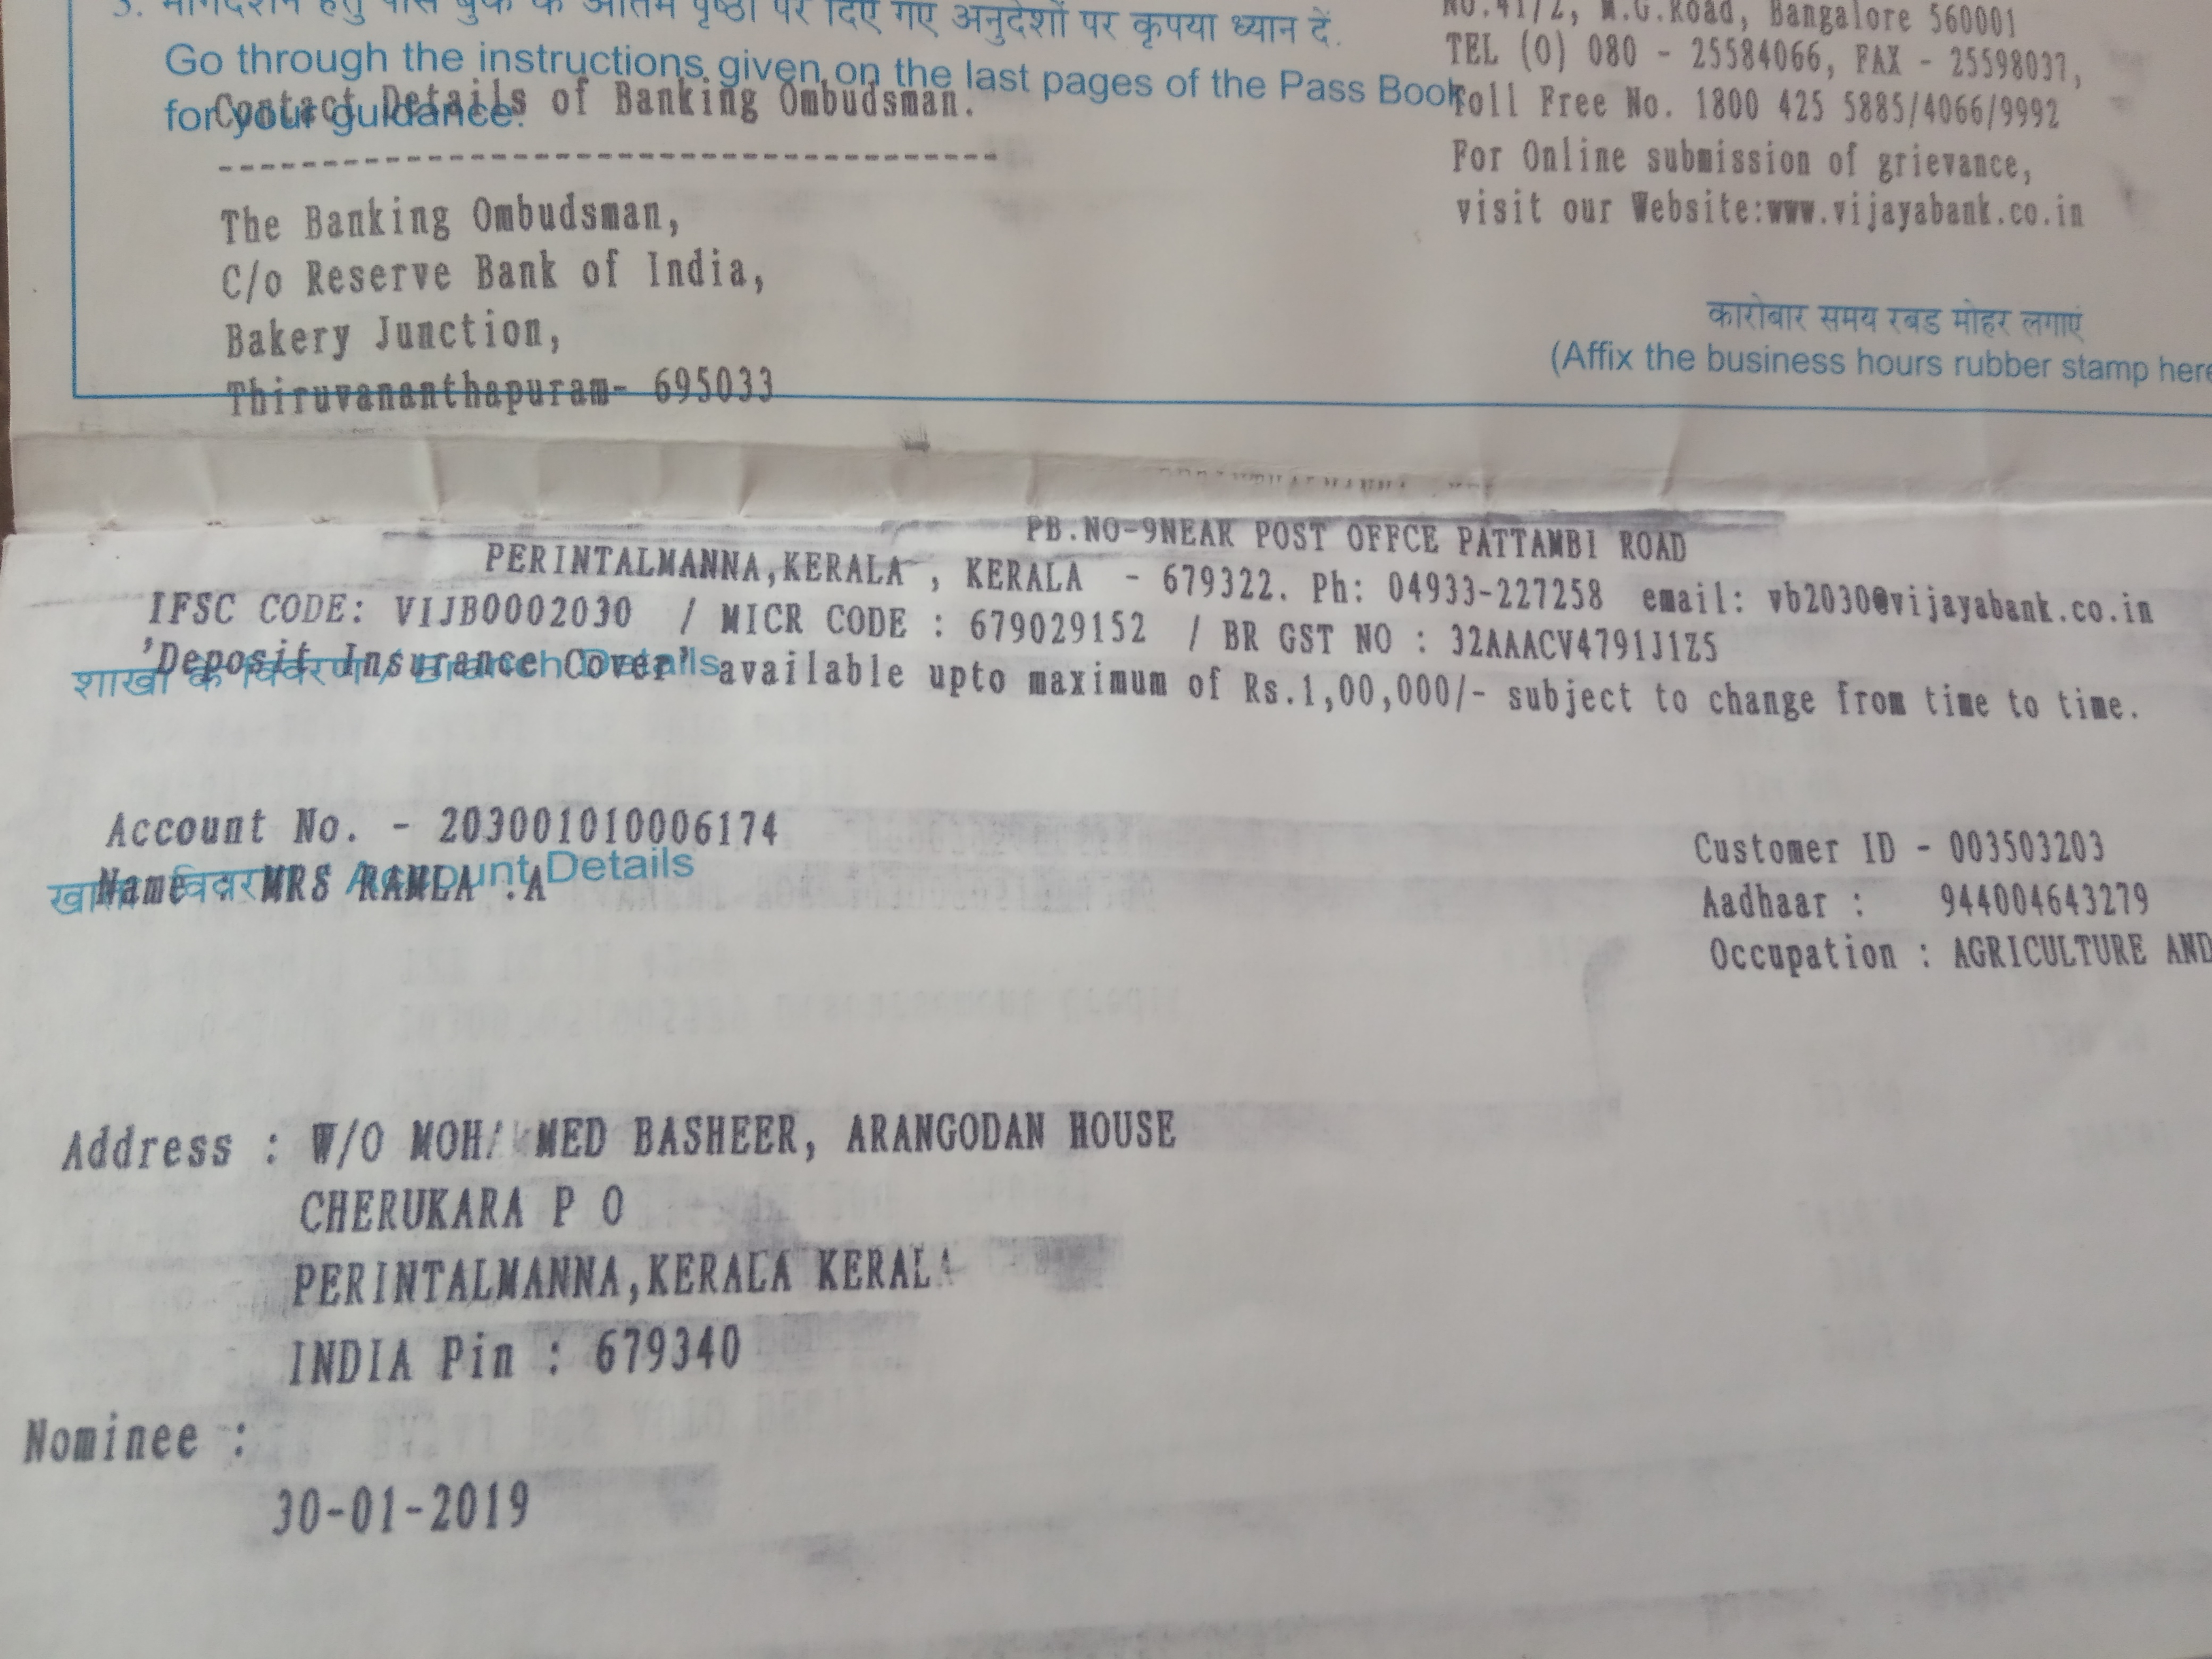 3. मार्गदर्शन हेतु पास बुक के अंतिम पृष्ठों पर दिए गए अनुदेशों पर कृपया ध्यान दें.
Go through the instructions given on the last pages of the Pass Book
for your guidance.
Contact Details of Banking Ombudsman.
--------------------------------------
The Banking Ombudsman,
C/o Reserve Bank of India,
Bakery Junction,
Thiruvananthapuram- 695033
No.41/2, M.G.Road, Bangalore 560001
TEL (O) 080 - 25584066, FAX - 25598037,
Toll Free No. 1800 425 5885/4066/9992
For Online submission of grievance,
visit our Website:www.vijayabank.co.in
कारोबार समय रबड मोहर लगाएं
(Affix the business hours rubber stamp here
PB.NO-9NEAR POST OFFCE PATTAMBI ROAD
PERINTALMANNA,KERALA , KERALA - 679322. Ph: 04933-227258 email: vb2030@vijayabank.co.in
IFSC CODE: VIJB0002030 / MICR CODE : 679029152 / BR GST NO : 32AAACV4791J1Z5
'Deposit Insurance Cover' available upto maximum of Rs.1,00,000/- subject to change from time to time.
शाखा के विवरण / Branch Details
Account No. - 203001010006174
Name : MRS RAMLA .A
Account Details
Customer ID - 003503203
Aadhaar : 944004643279
Occupation : AGRICULTURE AND
Address : W/O MOH MED BASHEER, ARANGODAN HOUSE
CHERUKARA P O
PERINTALMANNA,KERALA KERALA
INDIA Pin : 679340
Nominee :
30-01-2019